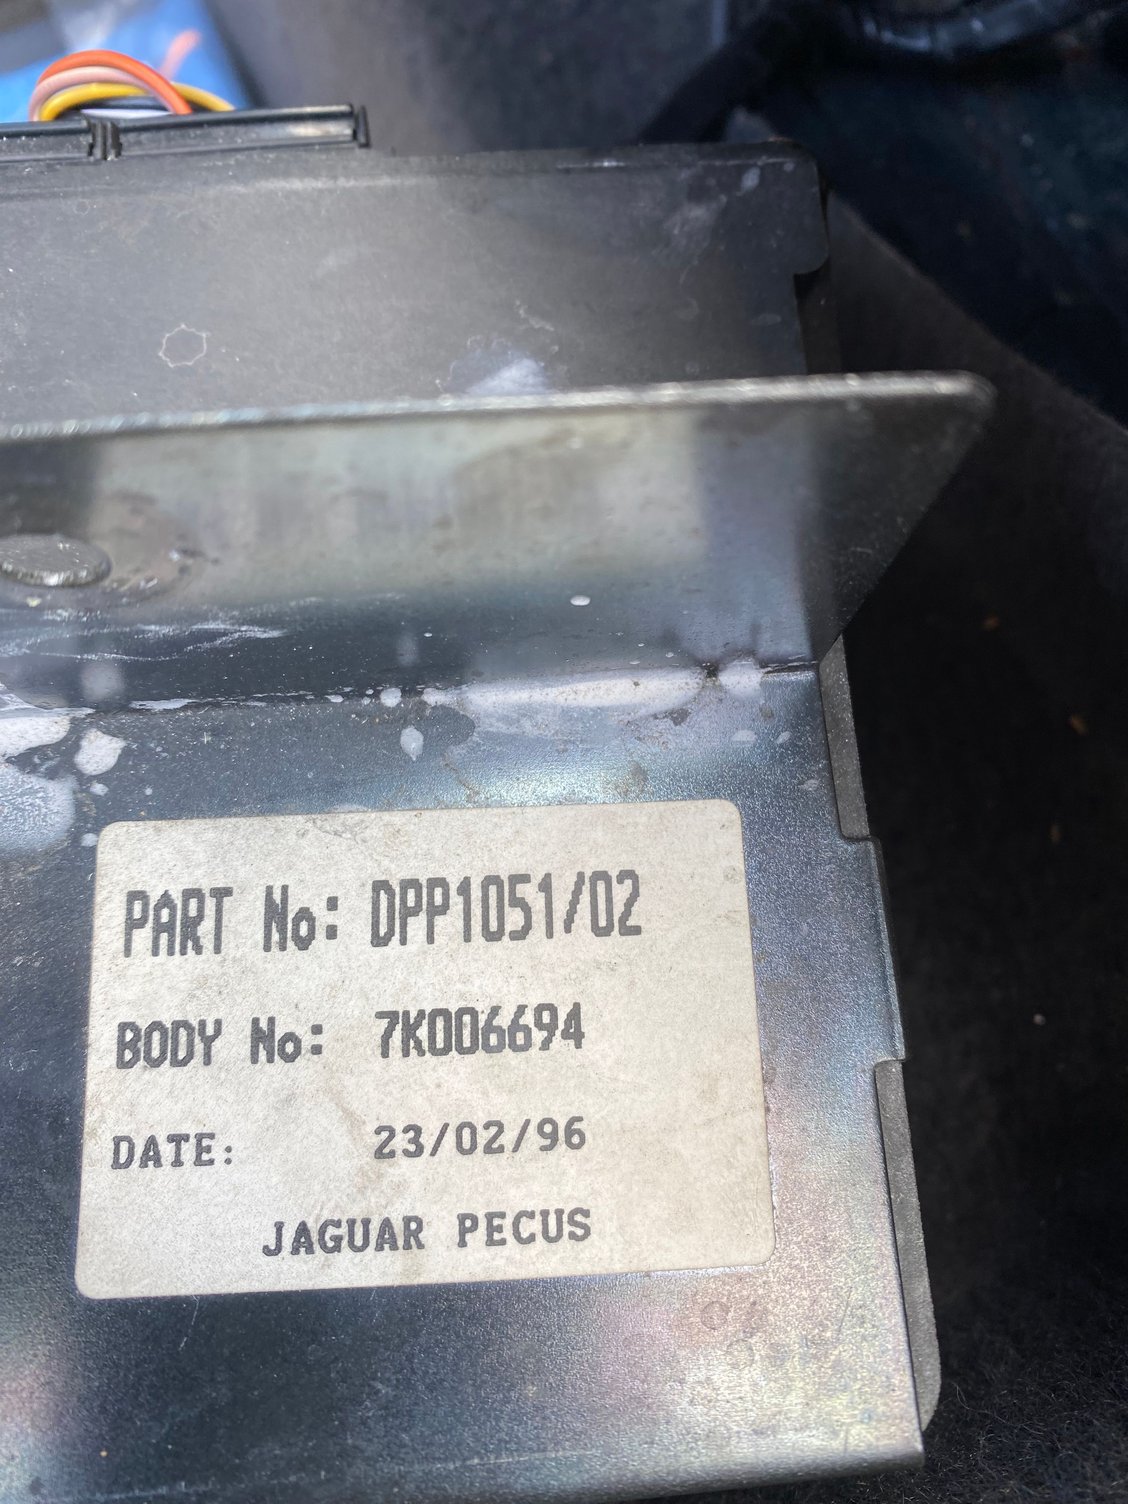 PART No: DPP1051/02
BODY No: 7K006694
DATE: 23/02/96
JAGUAR PECUS